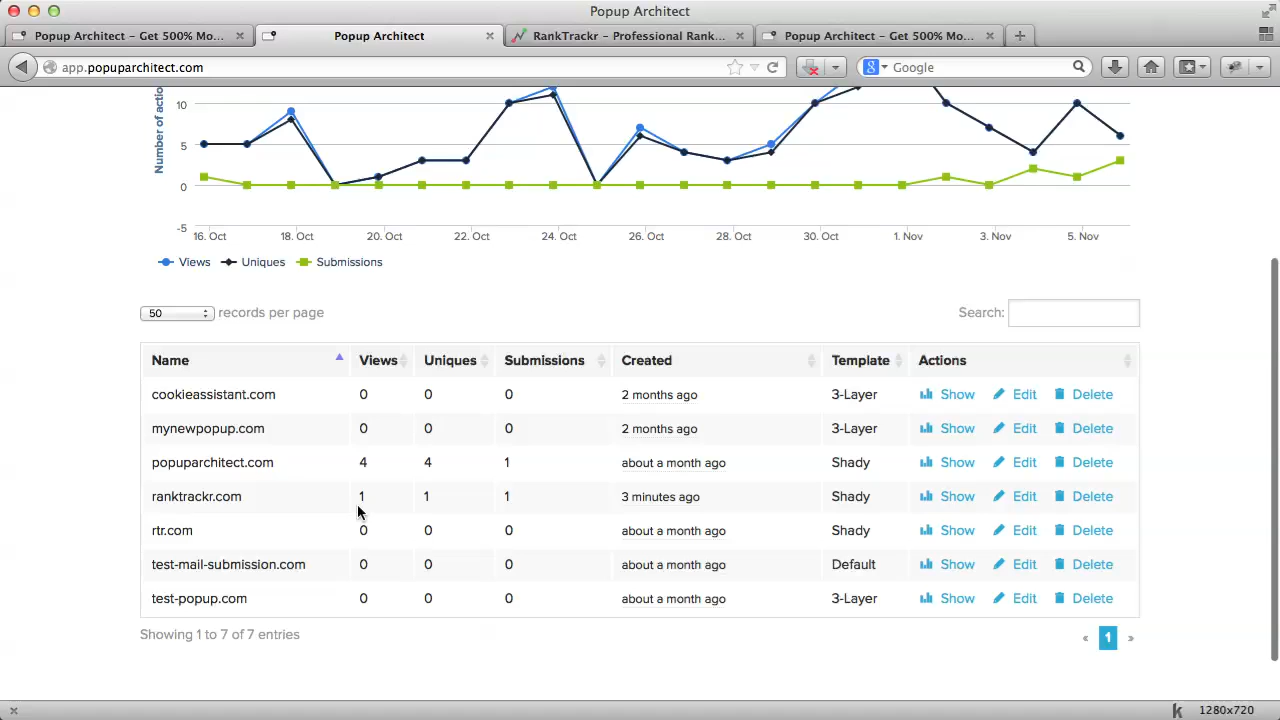 Popup Architect
Popup Architect – Get 500% Mo...
Popup Architect
RankTrackr – Professional Rank...
Popup Architect – Get 500% Mo...
app.popuparchitect.com
Google
Number of actio
10
5
0
-5
16. Oct 18. Oct 20. Oct 22. Oct 24. Oct 26. Oct 28. Oct 30. Oct 1. Nov 3. Nov 5. Nov
Views Uniques Submissions
50 records per page
Search:
Name Views Uniques Submissions Created Template Actions
cookieassistant.com 0 0 0 2 months ago 3-Layer Show Edit Delete
mynewpopup.com 0 0 0 2 months ago 3-Layer Show Edit Delete
popuparchitect.com 4 4 1 about a month ago Shady Show Edit Delete
ranktrackr.com 1 1 1 3 minutes ago Shady Show Edit Delete
rtr.com 0 0 0 about a month ago Shady Show Edit Delete
test-mail-submission.com 0 0 0 about a month ago Default Show Edit Delete
test-popup.com 0 0 0 about a month ago 3-Layer Show Edit Delete
Showing 1 to 7 of 7 entries
« 1 »
1280x720